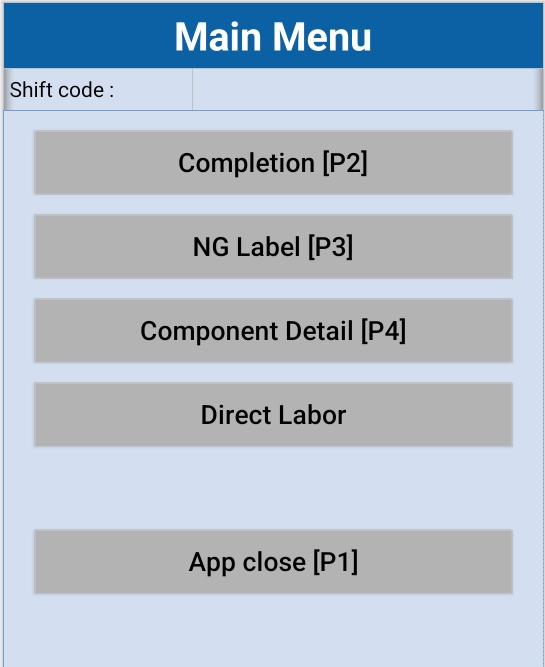 Main Menu
Shift code :
Completion [P2]
NG Label [P3]
Component Detail [P4]
Direct Labor
App close [P1]